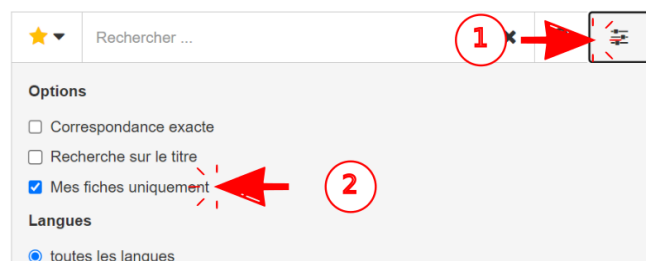 Rechercher ...
1
Options
Correspondance exacte
Recherche sur le titre
Mes fiches uniquement
2
Langues
toutes les langues